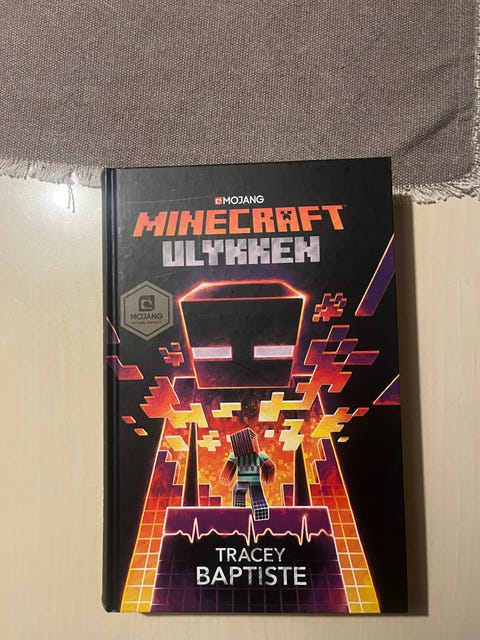 MOJANG
MINECRAFT
ULYKKEN
MOJANG
TRACEY
BAPTISTE